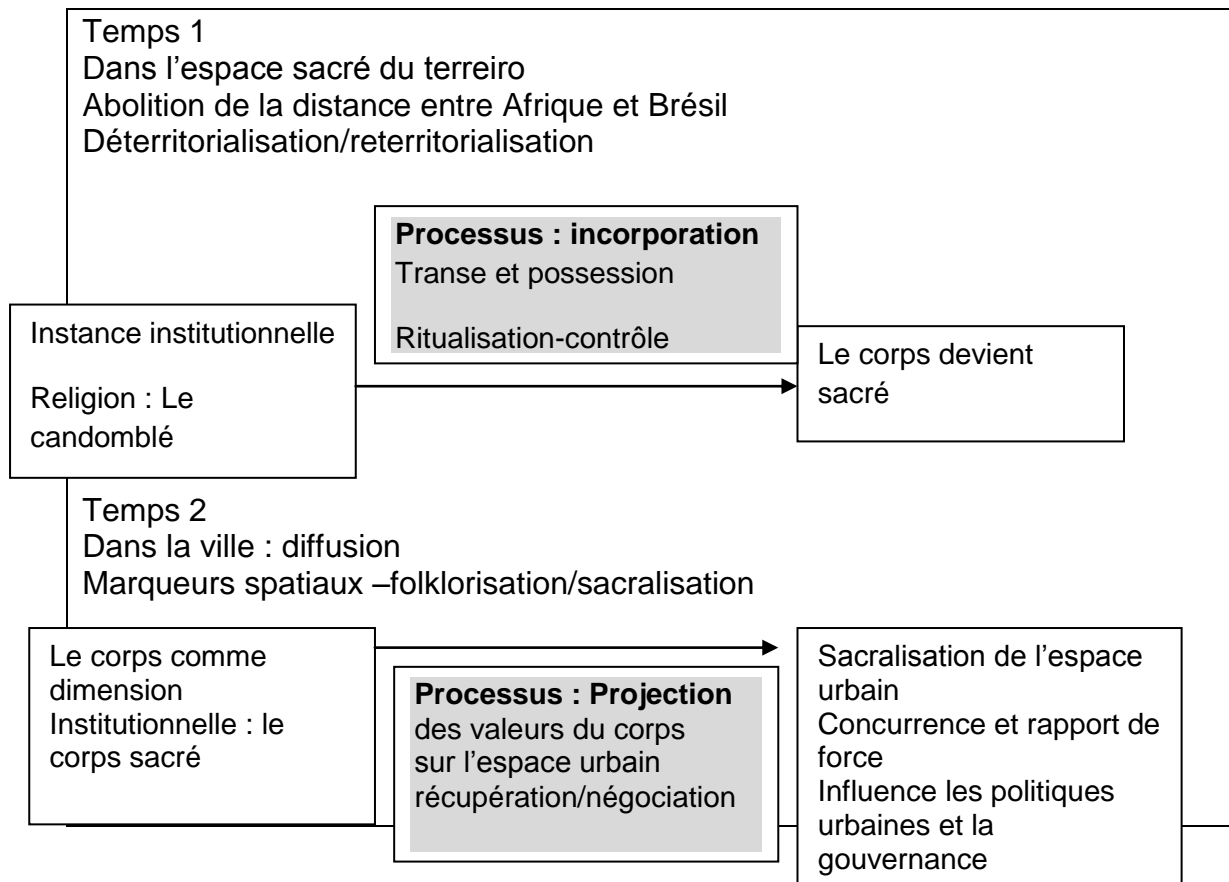 Temps 1
Dans l’espace sacré du terreiro
Abolition de la distance entre Afrique et Brésil
Déterritorialisation/reterritorialisation
Processus : incorporation
Transe et possession
Ritualisation-contrôle
Instance institutionnelle
Religion : Le
candomblé
Le corps devient
sacré
Temps 2
Dans la ville : diffusion
Marqueurs spatiaux –folklorisation/sacralisation
Le corps comme
dimension
Institutionnelle : le
corps sacré
Processus : Projection
des valeurs du corps
sur l’espace urbain
récupération/négociation
Sacralisation de l’espace
urbain
Concurrence et rapport de
force
Influence les politiques
urbaines et la
gouvernance